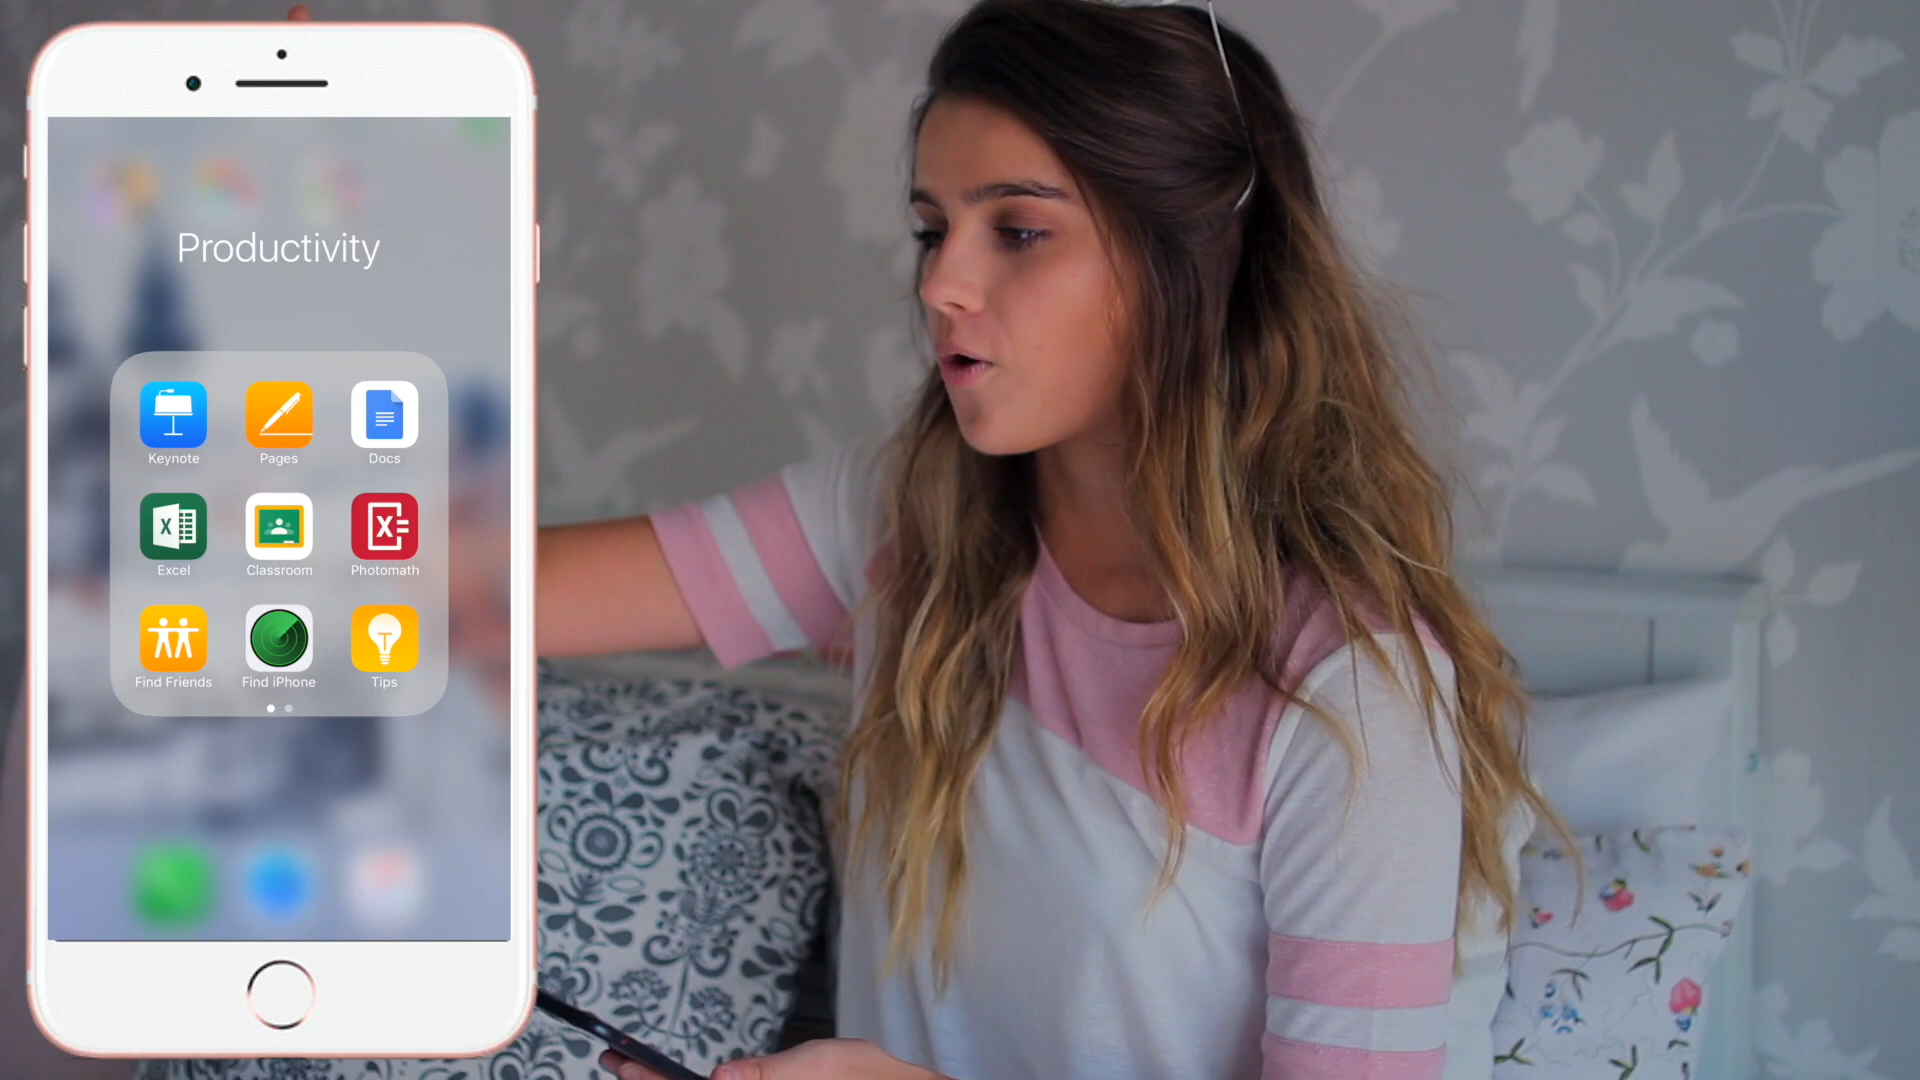 Productivity
Keynote
Pages
Docs
X
Excel
Classroom
X
Photomath
Find Friends
Find iPhone
Tips